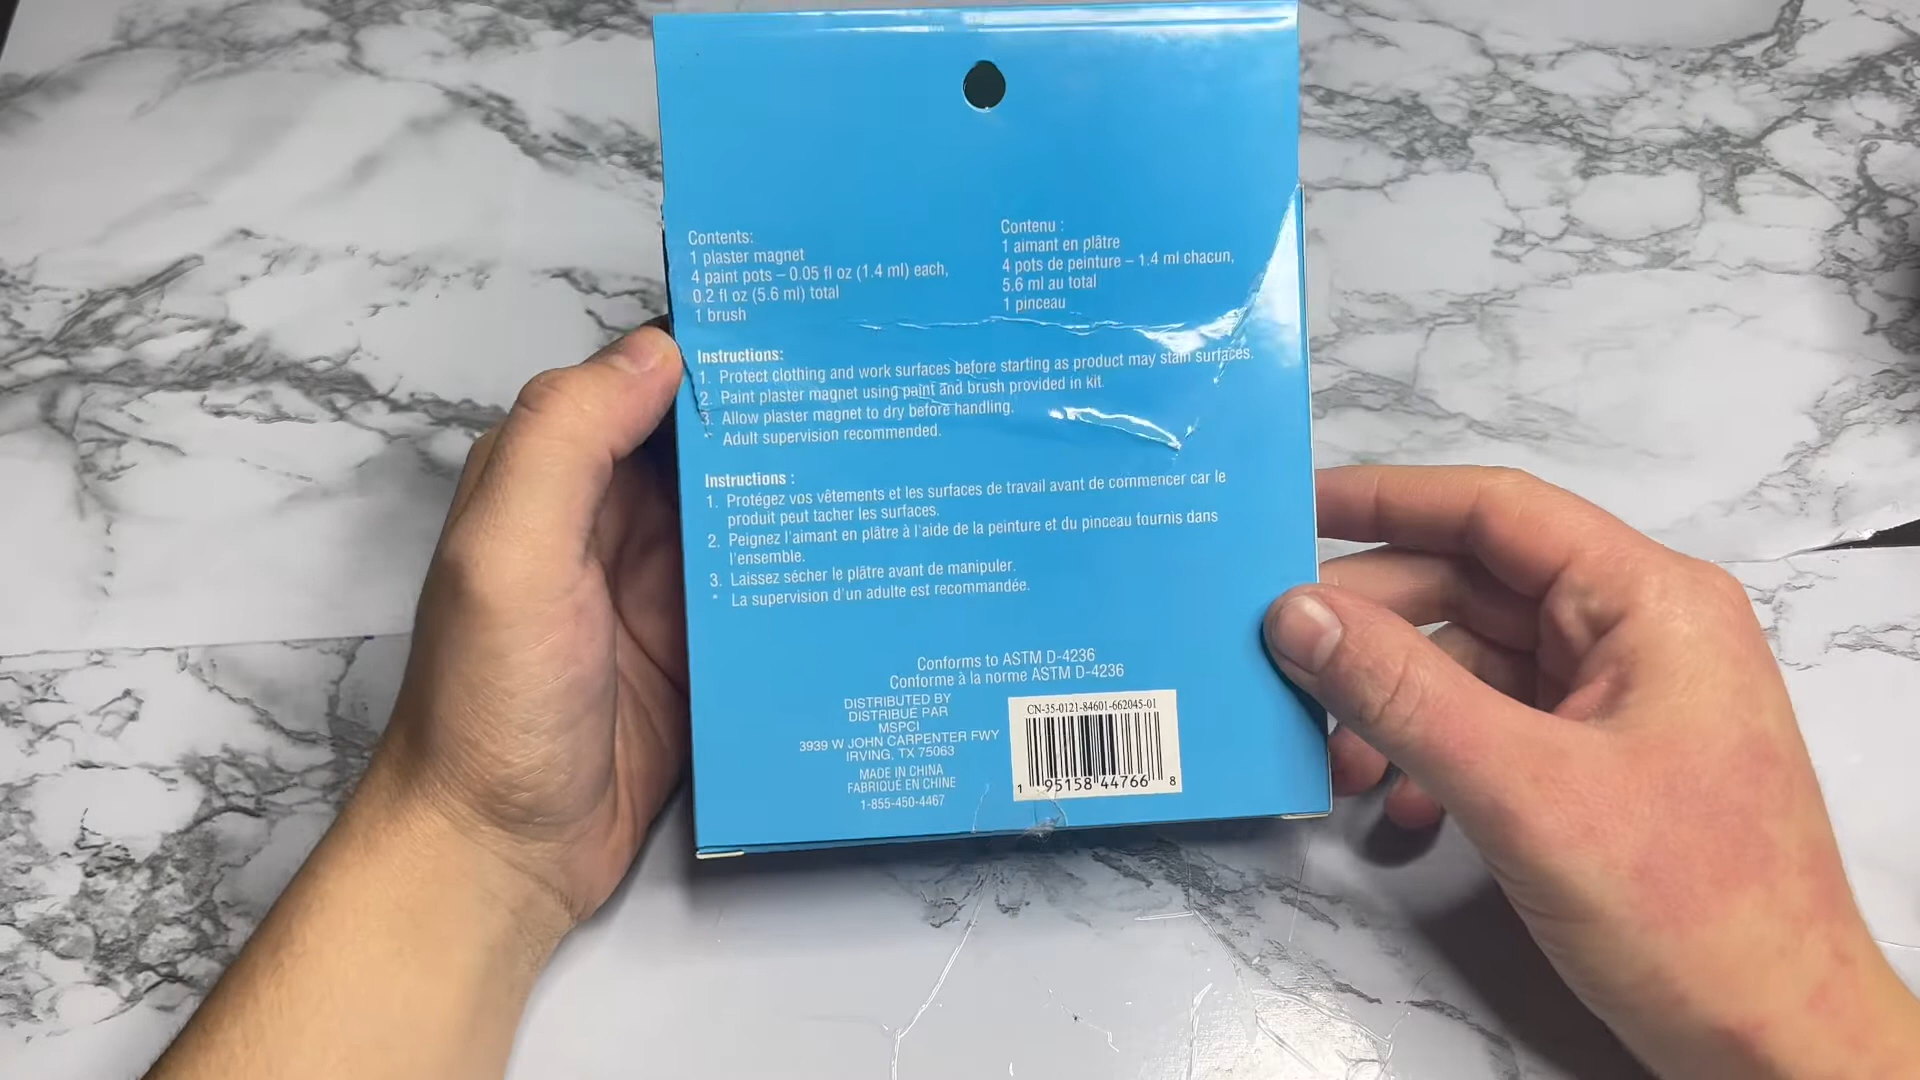 Contents:
1 plaster magnet
4 paint pots – 0.05 fl oz (1.4 ml) each,
0.2 fl oz (5.6 ml) total
1 brush
Contenu :
1 aimant en plâtre
4 pots de peinture – 1.4 ml chacun,
5.6 ml au total
1 pinceau
Instructions:
1. Protect clothing and work surfaces before starting as product may stain surfaces.
2. Paint plaster magnet using paint and brush provided in kit.
3. Allow plaster magnet to dry before handling.
* Adult supervision recommended.
Instructions :
1. Protégez vos vêtements et les surfaces de travail avant de commencer car le
produit peut tacher les surfaces.
2. Peignez l'aimant en plâtre à l'aide de la peinture et du pinceau fournis dans
l'ensemble.
3. Laissez sécher le plâtre avant de manipuler.
* La supervision d'un adulte est recommandée.
Conforms to ASTM D-4236
Conforme à la norme ASTM D-4236
DISTRIBUTED BY
DISTRIBUÉ PAR
MSPCI
3939 W JOHN CARPENTER FWY
IRVING, TX 75063
MADE IN CHINA
FABRIQUÉ EN CHINE
1-855-450-4467
CN-35-0121-84601-662045-01
1 95158 44766 8